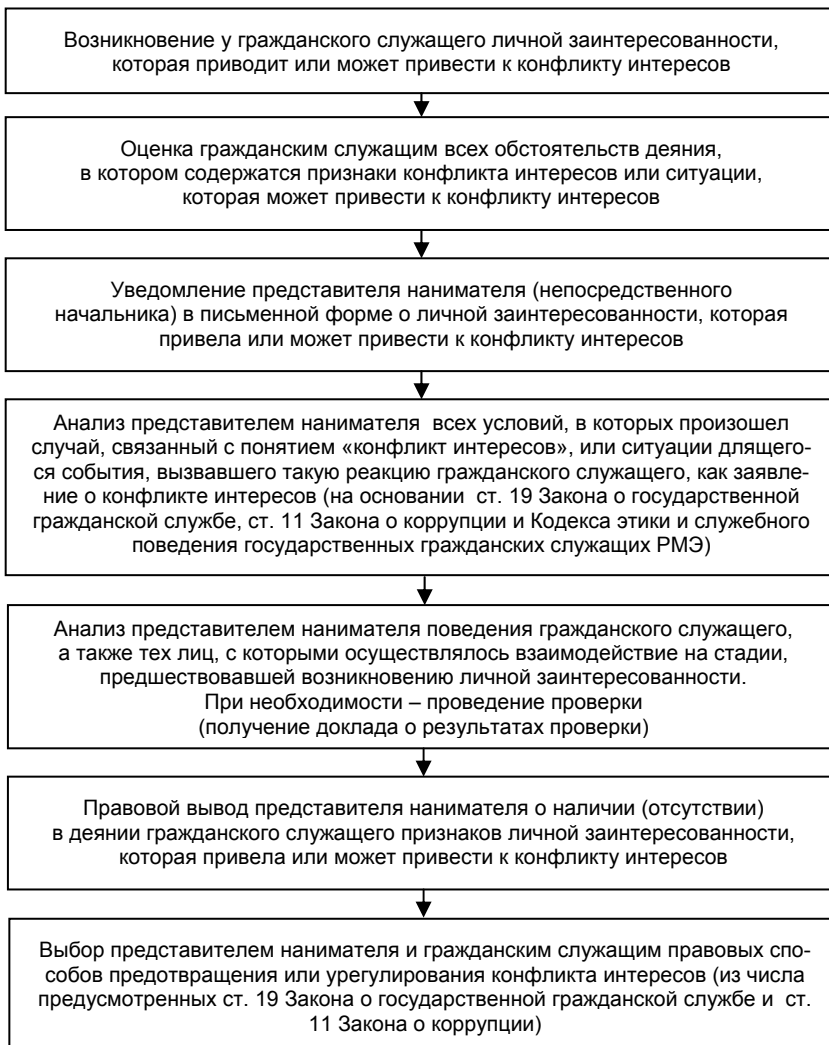 Возникновение у гражданского служащего личной заинтересованности,
которая приводит или может привести к конфликту интересов
Оценка гражданским служащим всех обстоятельств деяния,
в котором содержатся признаки конфликта интересов или ситуации,
которая может привести к конфликту интересов
Уведомление представителя нанимателя (непосредственного
начальника) в письменной форме о личной заинтересованности, которая
привела или может привести к конфликту интересов
Анализ представителем нанимателя всех условий, в которых произошел
случай, связанный с понятием «конфликт интересов», или ситуации длящего-
ся события, вызвавшего такую реакцию гражданского служащего, как заявле-
ние о конфликте интересов (на основании ст. 19 Закона о государственной
гражданской службе, ст. 11 Закона о коррупции и Кодекса этики и служебного
поведения государственных гражданских служащих РМЭ)
Анализ представителем нанимателя поведения гражданского служащего,
а также тех лиц, с которыми осуществлялось взаимодействие на стадии,
предшествовавшей возникновению личной заинтересованности.
При необходимости – проведение проверки
(получение доклада о результатах проверки)
Правовой вывод представителя нанимателя о наличии (отсутствии)
в деянии гражданского служащего признаков личной заинтересованности,
которая привела или может привести к конфликту интересов
Выбор представителем нанимателя и гражданским служащим правовых спо-
собов предотвращения или урегулирования конфликта интересов (из числа
предусмотренных ст. 19 Закона о государственной гражданской службе и ст.
11 Закона о коррупции)